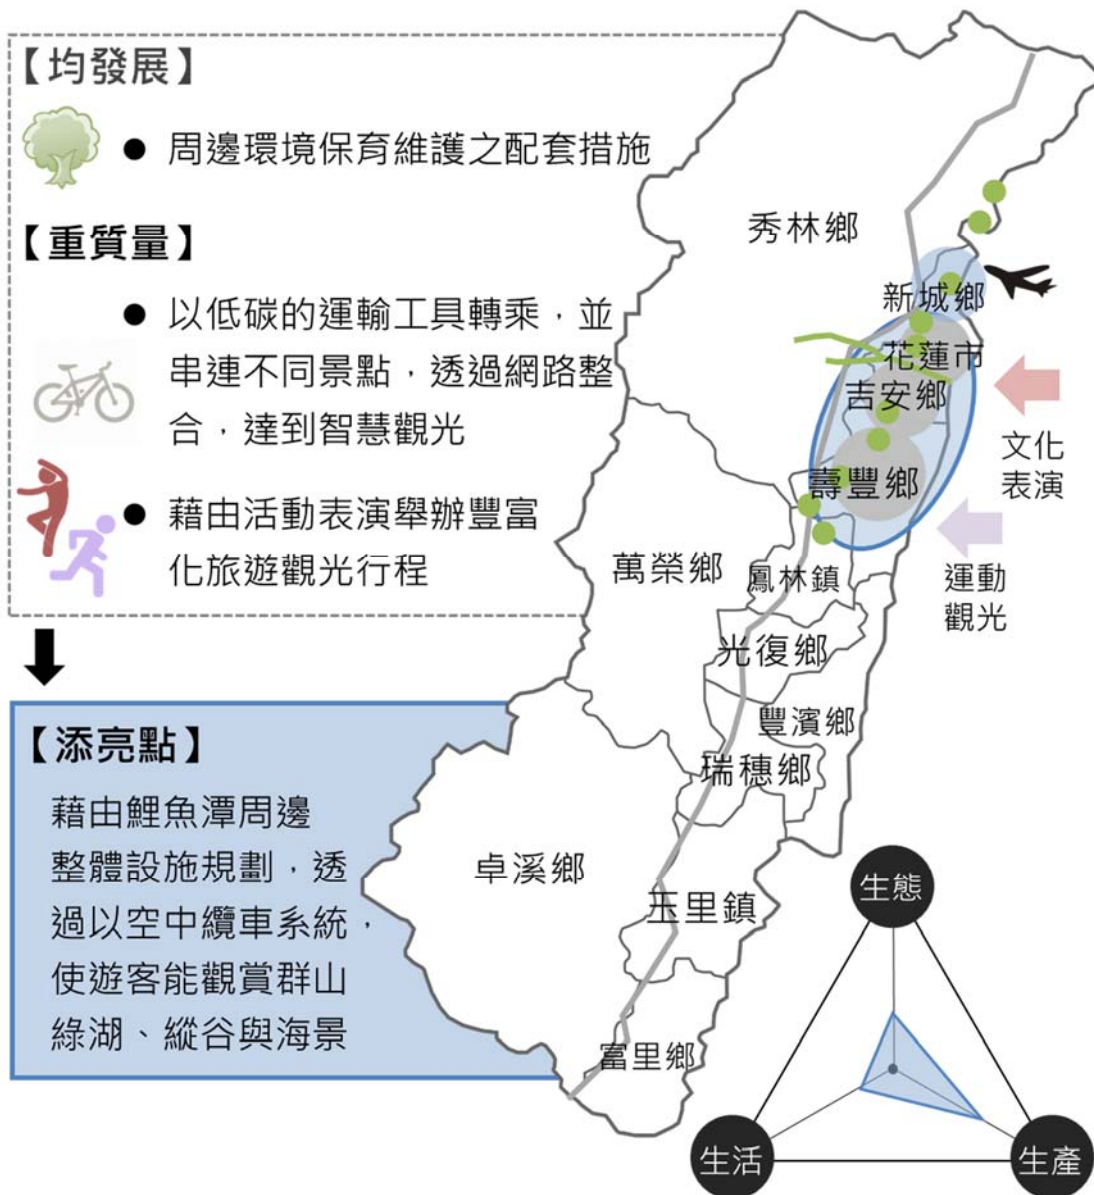 【均發展】
● 周邊環境保育維護之配套措施
【重質量】
● 以低碳的運輸工具轉乘，並
串連不同景點，透過網路整
合，達到智慧觀光
● 藉由活動表演舉辦豐富
化旅遊觀光行程
【添亮點】
藉由鯉魚潭周邊
整體設施規劃，透
過以空中纜車系統，
使遊客能觀賞群山
綠湖、縱谷與海景
秀林鄉
新城鄉
花蓮市
吉安鄉
壽豐鄉
文化
表演
運動
觀光
萬榮鄉
鳳林鎮
光復鄉
豐濱鄉
瑞穗鄉
卓溪鄉
玉里鎮
富里鄉
生態
生活
生產